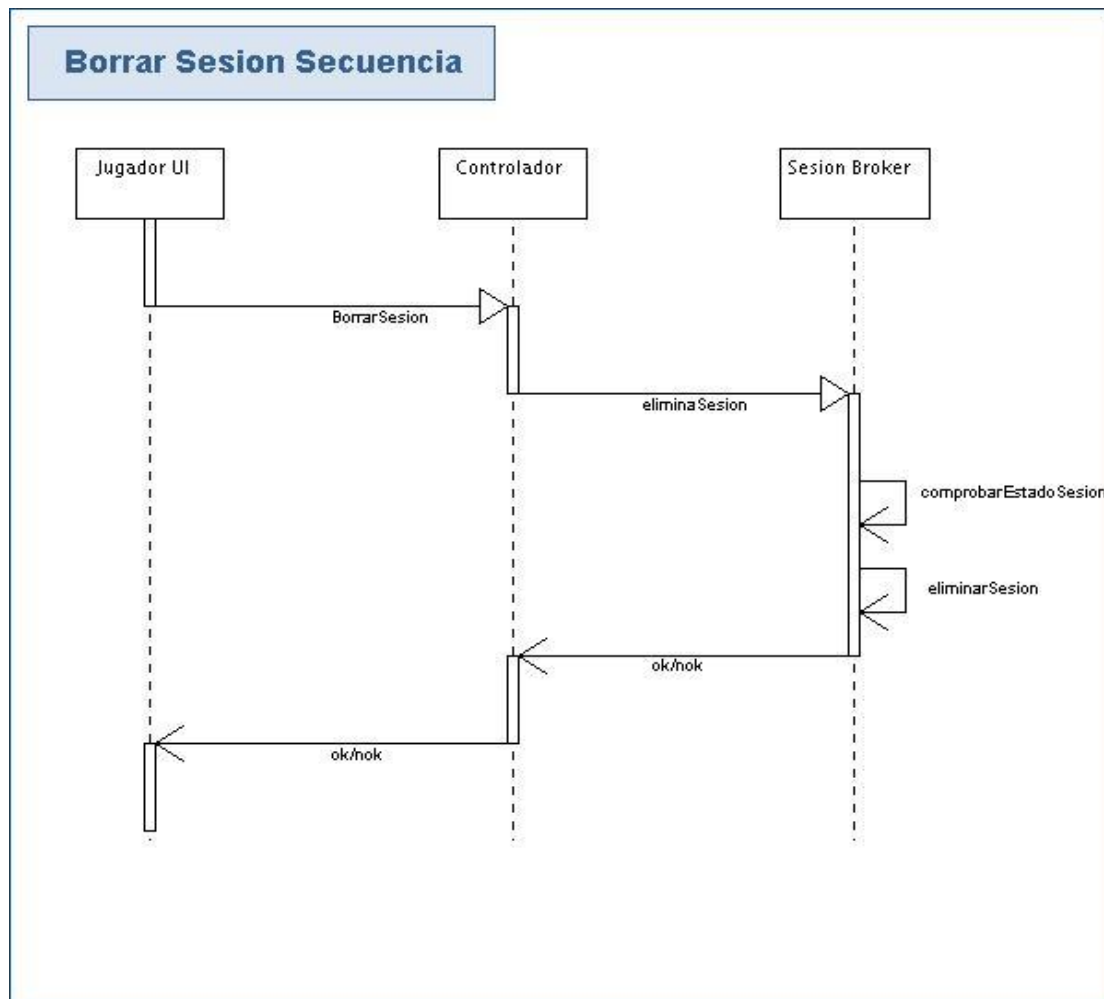 Borrar Sesion Secuencia
Jugador UI
Controlador
Sesion Broker
BorrarSesion
eliminaSesion
comprobarEstadoSesion
eliminarSesion
ok/nok
ok/nok